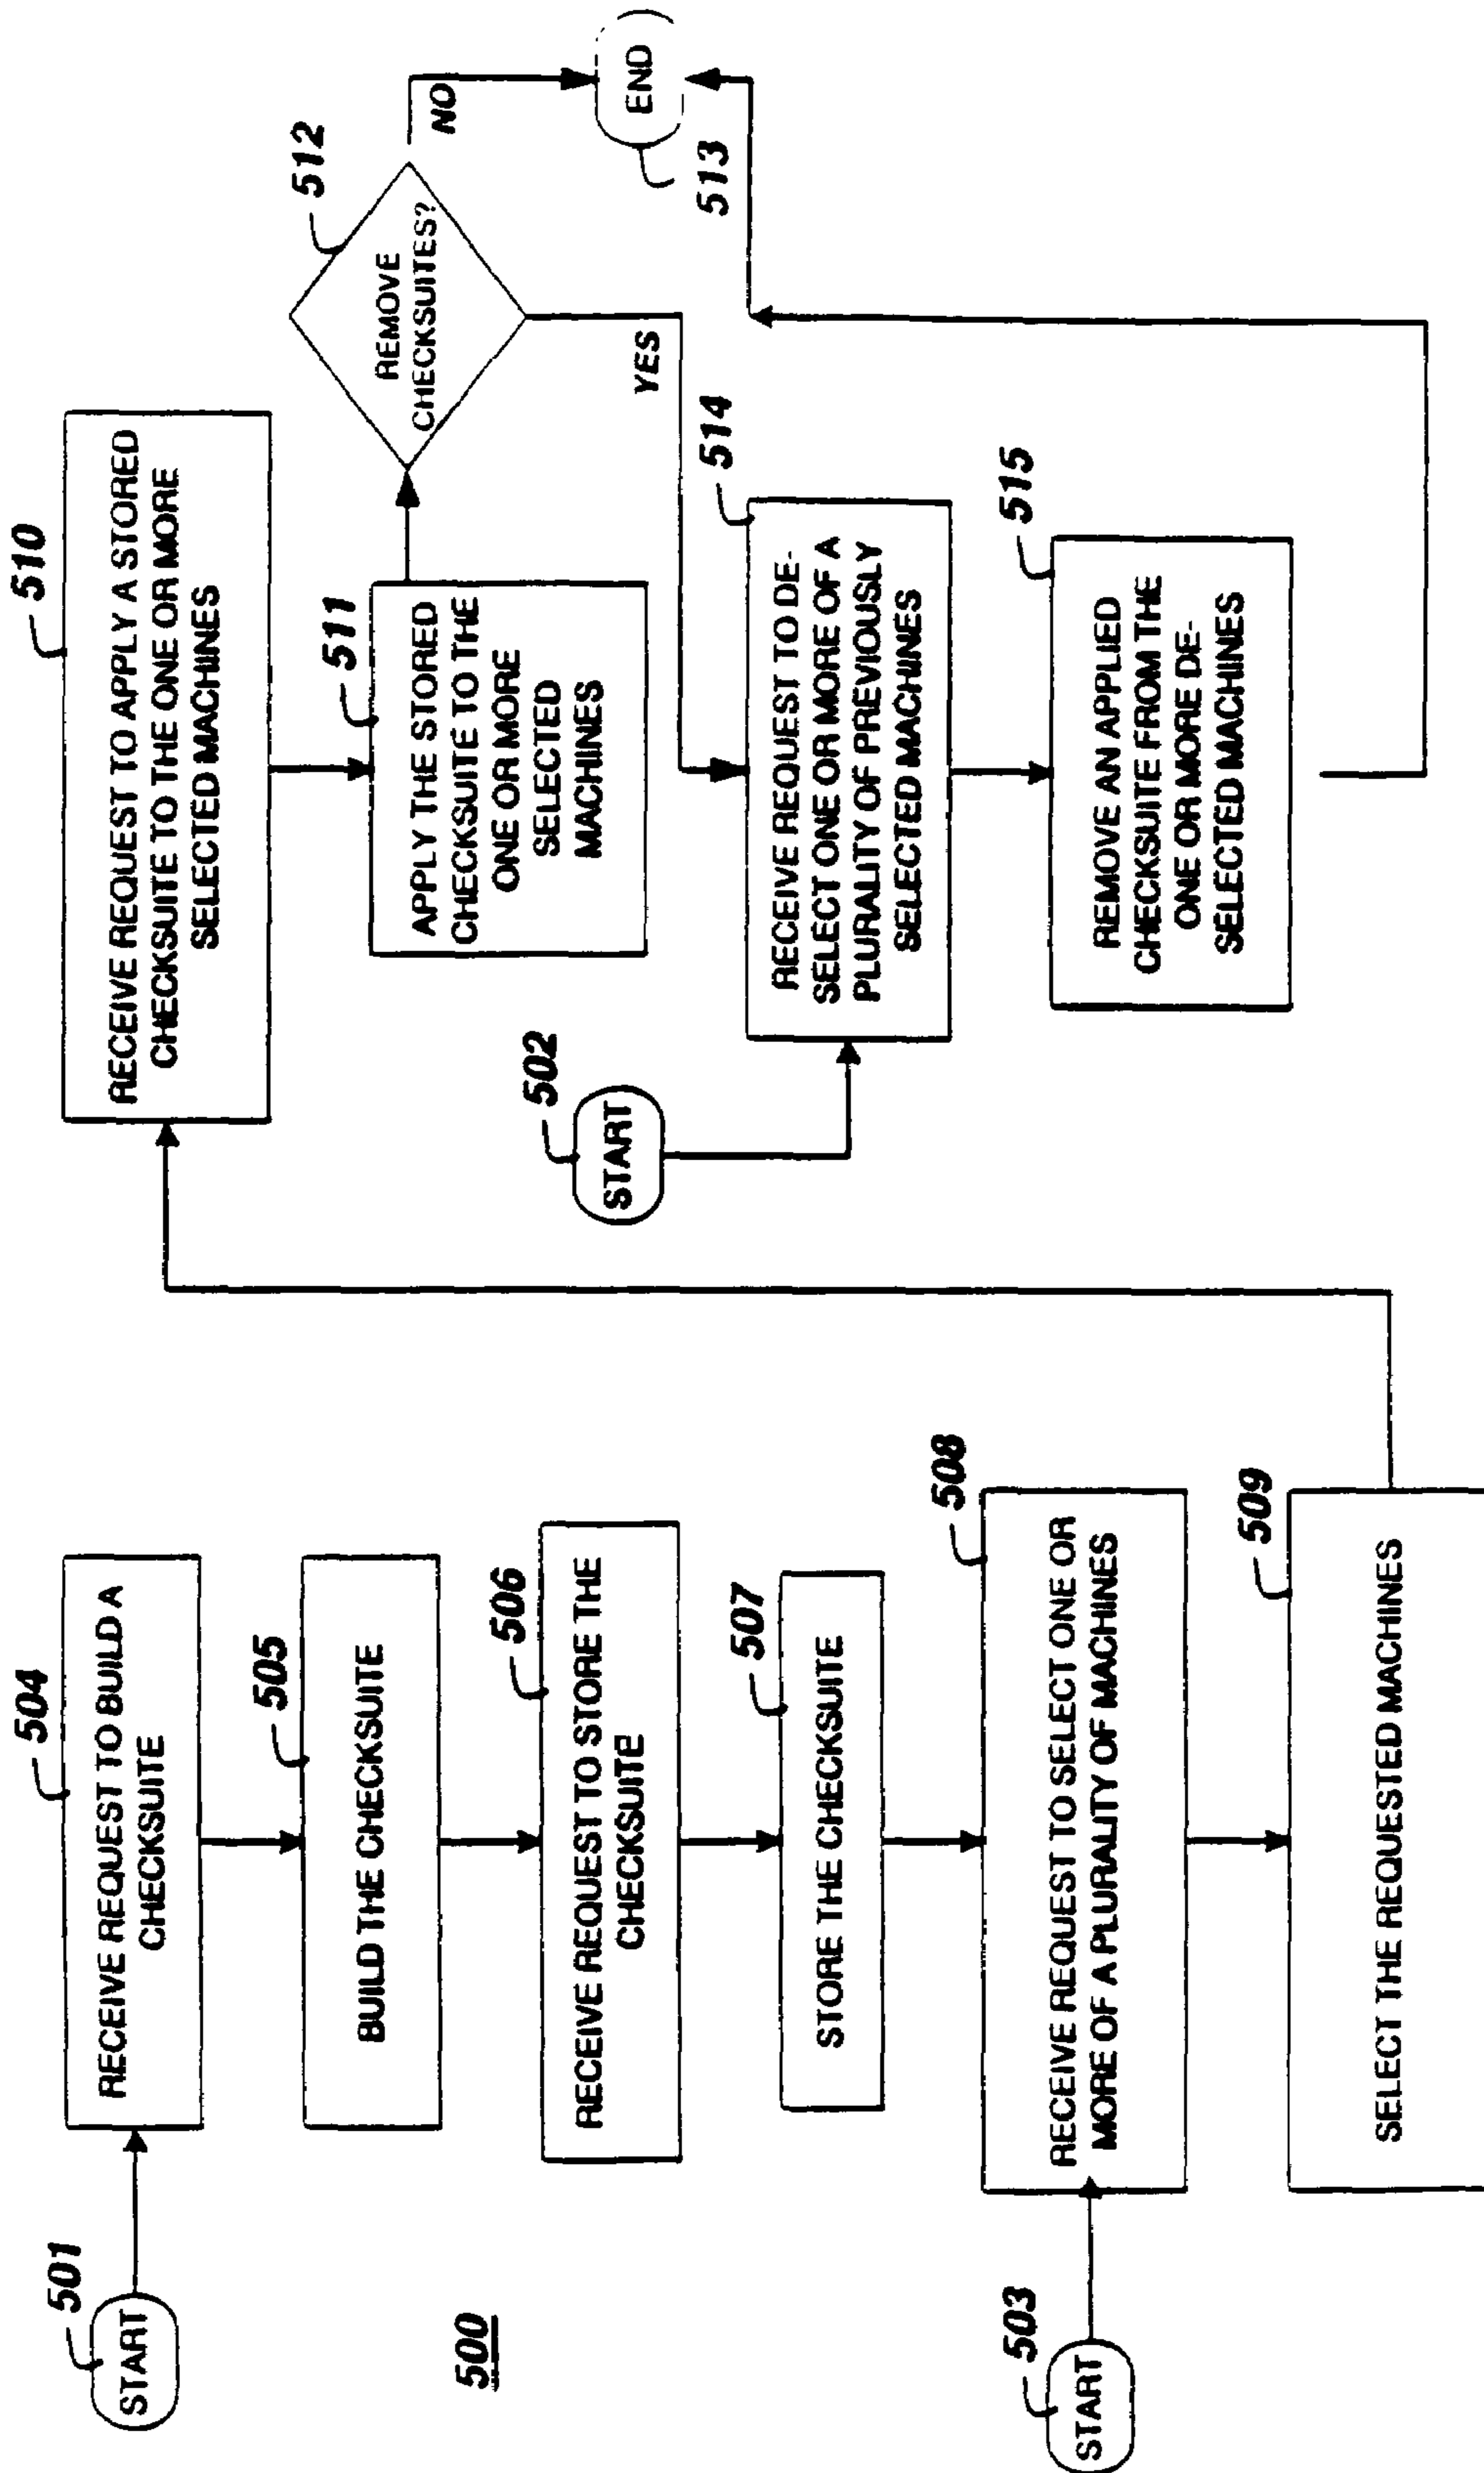 500
501
START
504
RECEIVE REQUEST TO BUILD A
CHECKSUITE
505
BUILD THE CHECKSUITE
506
RECEIVE REQUEST TO STORE THE
CHECKSUITE
507
STORE THE CHECKSUITE
503
START
508
RECEIVE REQUEST TO SELECT ONE OR
MORE OF A PLURALITY OF MACHINES
509
SELECT THE REQUESTED MACHINES
510
RECEIVE REQUEST TO APPLY A STORED
CHECKSUITE TO THE ONE OR MORE
SELECTED MACHINES
511
APPLY THE STORED
CHECKSUITE TO THE
ONE OR MORE
SELECTED
MACHINES
512
REMOVE
CHECKSUITES?
NO
YES
END
513
502
START
514
RECEIVE REQUEST TO DE-
SELECT ONE OR MORE OF A
PLURALITY OF PREVIOUSLY
SELECTED MACHINES
515
REMOVE AN APPLIED
CHECKSUITE FROM THE
ONE OR MORE DE-
SELECTED MACHINES